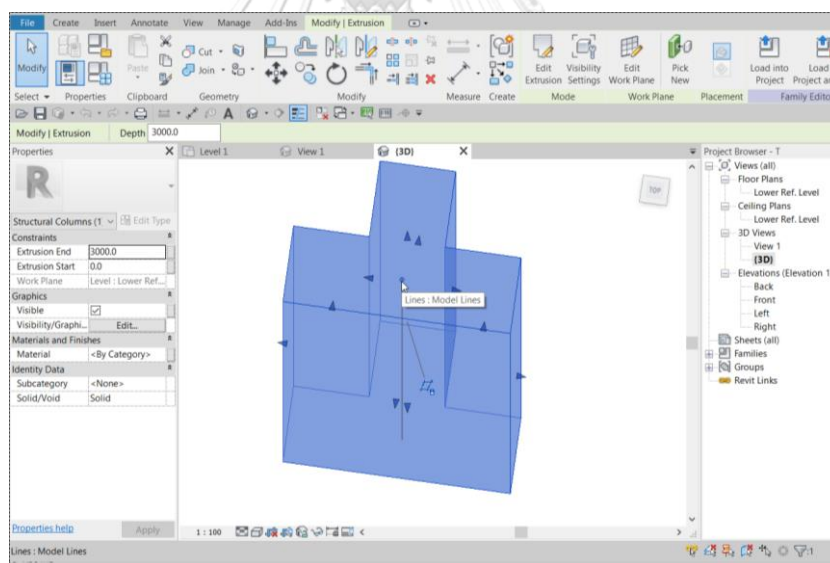 File Create Insert Annotate View Manage Add-Ins Modify | Extrusion
Modify Paste Cut Join Edit Extrusion Visibility Settings Edit Work Plane Pick New Load into Project Load Project a
Select Properties Clipboard Geometry Modify Measure Create Mode Work Plane Placement Family Edito
Modify | Extrusion Depth 3000.0
Properties Level 1 View 1 (3D) Project Browser - T
R
Structural Columns (1 Edit Type
Constraints
Extrusion End 3000.0
Extrusion Start 0.0
Work Plane Level : Lower Ref...
Graphics
Visible
Visibility/Graphi... Edit...
Materials and Finishes
Material <By Category>
Identity Data
Subcategory <None>
Solid/Void Solid
TOP
Lines : Model Lines
Views (all)
Floor Plans
Lower Ref. Level
Ceiling Plans
Lower Ref. Level
3D Views
View 1
(3D)
Elevations (Elevation 1
Back
Front
Left
Right
Sheets (all)
Families
Groups
Revit Links
Properties help Apply 1 : 100
Lines : Model Lines :1